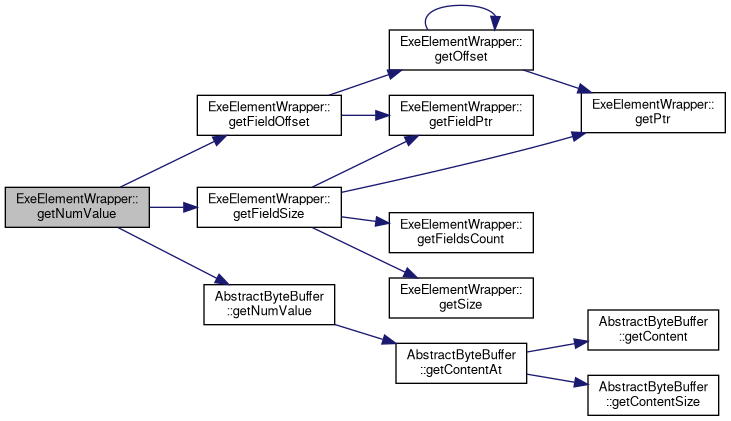 ExeElementWrapper::
getNumValue
ExeElementWrapper::
getFieldOffset
ExeElementWrapper::
getOffset
ExeElementWrapper::
getFieldPtr
ExeElementWrapper::
getPtr
ExeElementWrapper::
getFieldSize
ExeElementWrapper::
getFieldsCount
ExeElementWrapper::
getSize
AbstractByteBuffer
::getNumValue
AbstractByteBuffer
::getContentAt
AbstractByteBuffer
::getContent
AbstractByteBuffer
::getContentSize